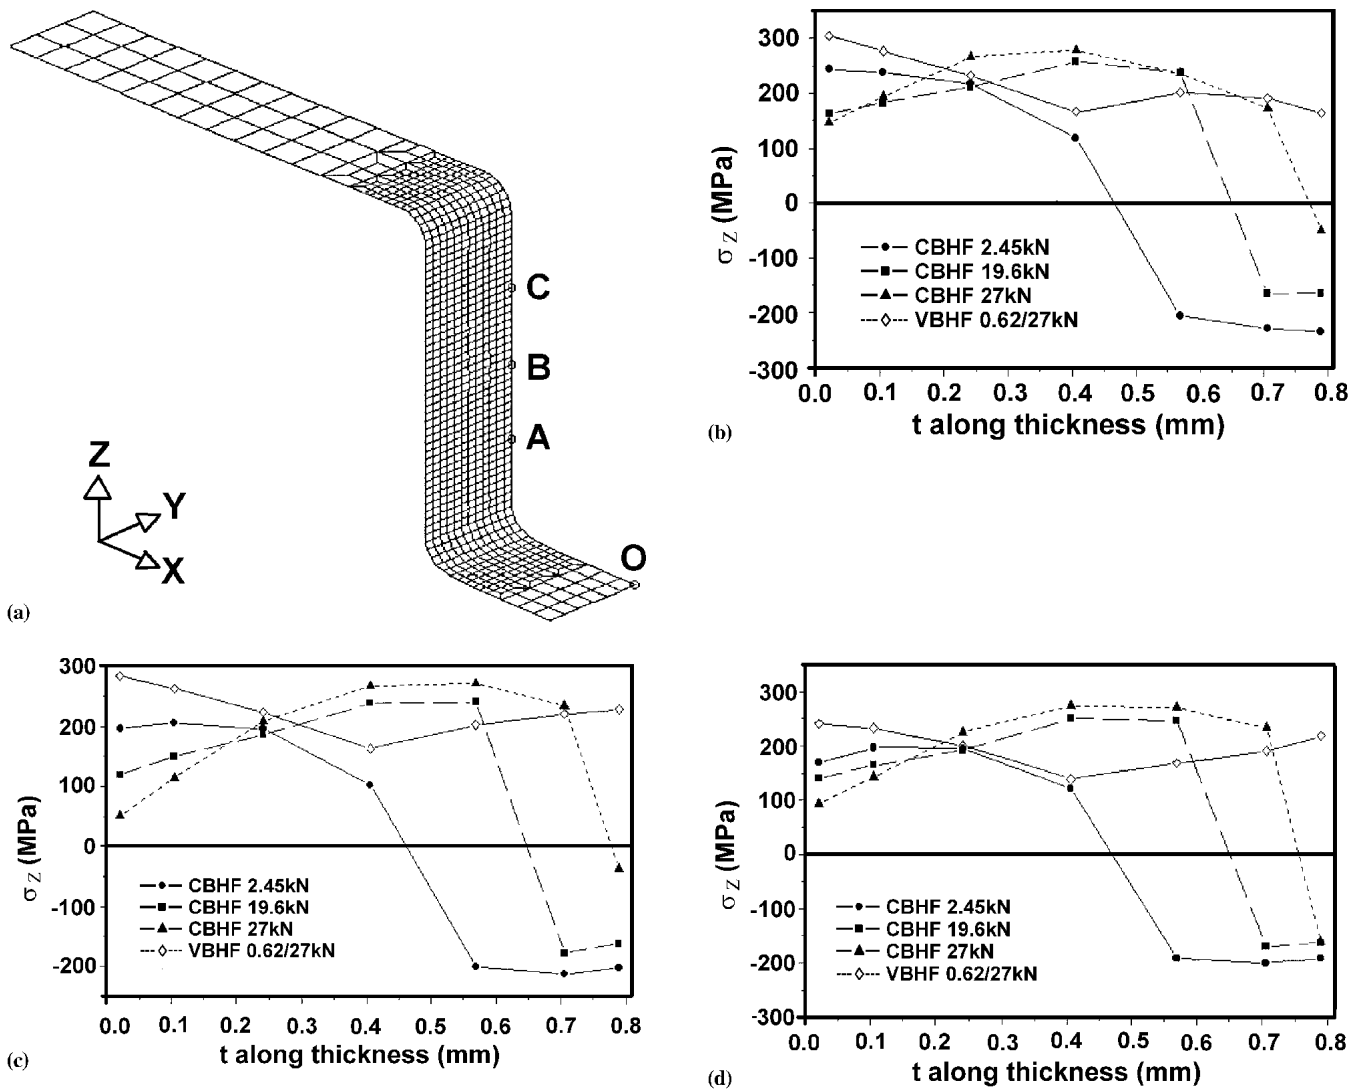 C
B
A
Z
Y
X
O
(a)
300
200
100
0
-100
-200
-300
σ Z (MPa)
CBHF 2.45kN
CBHF 19.6kN
CBHF 27kN
VBHF 0.62/27kN
0.0 0.1 0.2 0.3 0.4 0.5 0.6 0.7 0.8
t along thickness (mm)
(b)
300
200
100
0
-100
-200
σ Z (MPa)
CBHF 2.45kN
CBHF 19.6kN
CBHF 27kN
VBHF 0.62/27kN
0.0 0.1 0.2 0.3 0.4 0.5 0.6 0.7 0.8
t along thickness (mm)
(c)
300
200
100
0
-100
-200
-300
σ Z (MPa)
CBHF 2.45kN
CBHF 19.6kN
CBHF 27kN
VBHF 0.62/27kN
0.0 0.1 0.2 0.3 0.4 0.5 0.6 0.7 0.8
t along thickness (mm)
(d)